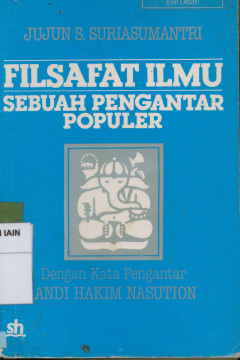 JUJUN S. SURIASUMANTRI
FILSAFAT ILMU
SEBUAH PENGANTAR
POPULER
IAIN
Dengan Kata Pengantar
ANDI HAKIM NASUTION
sh